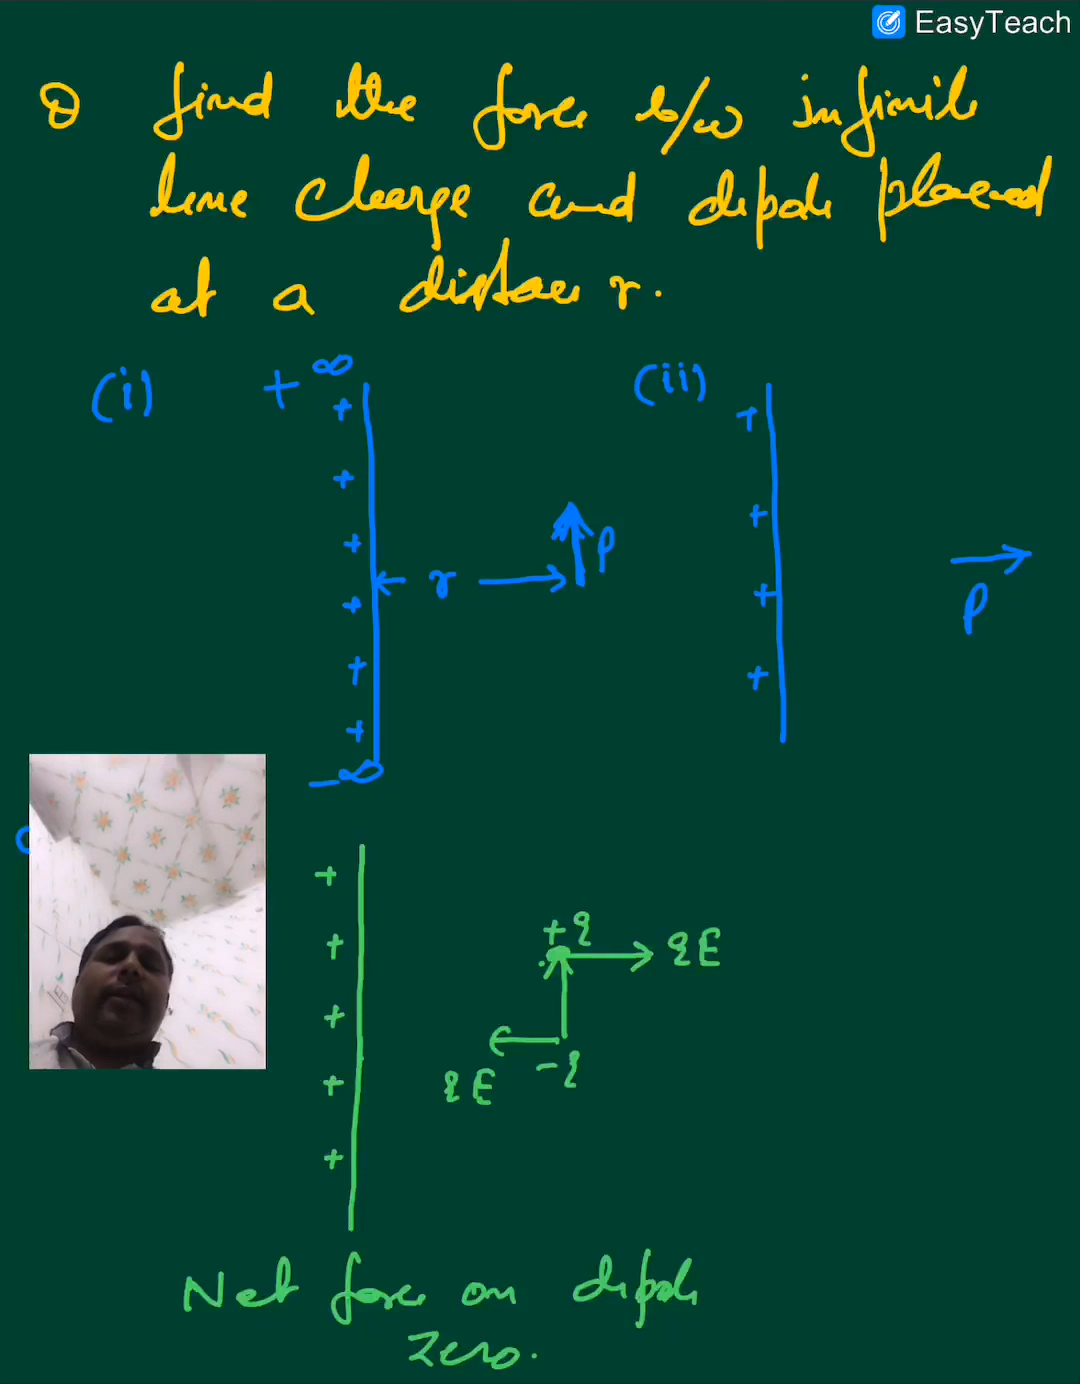 EasyTeach
Q find the force b/w infinite
line charge and dipole placed
at a distance r.
(i) +∞ (ii)
+ +
+ +
+ r P
+ + P
+ +
+
-∞
+ +q qE
+
+ qE -q
+
+
Net force on dipole
zero.